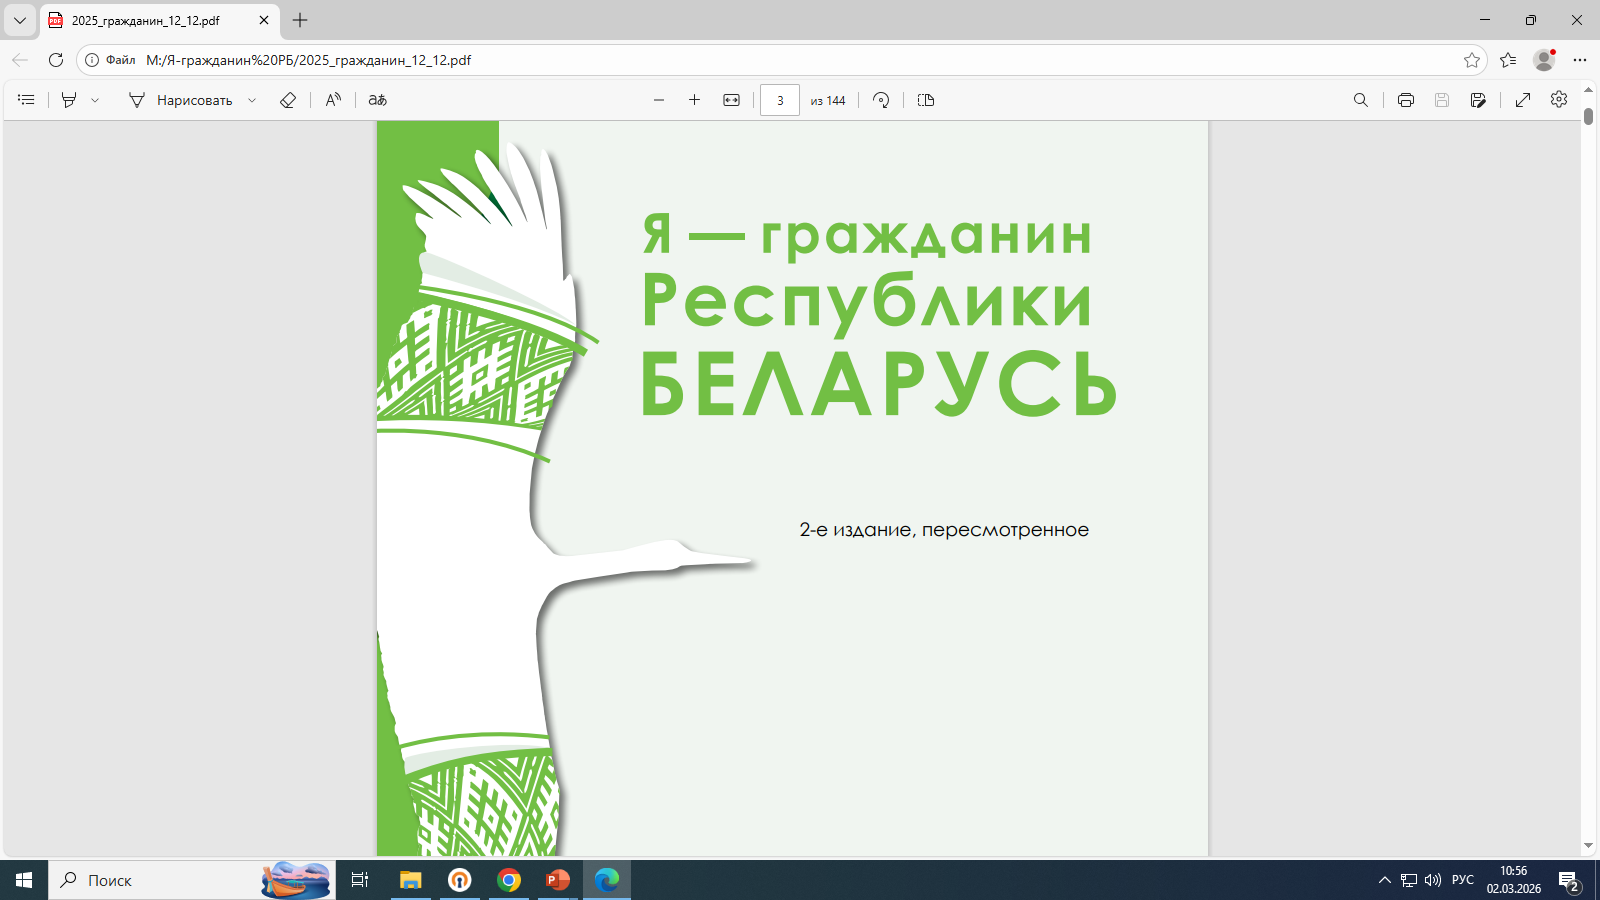 2025_гражданин_12_12.pdf
Файл
M:/Я-гражданин%20РБ/2025_гражданин_12_12.pdf
Нарисовать
3
из 144
Я — гражданин
Республики
БЕЛАРУСЬ
2-е издание, пересмотренное
Поиск
РУС
10:56
02.03.2026
2